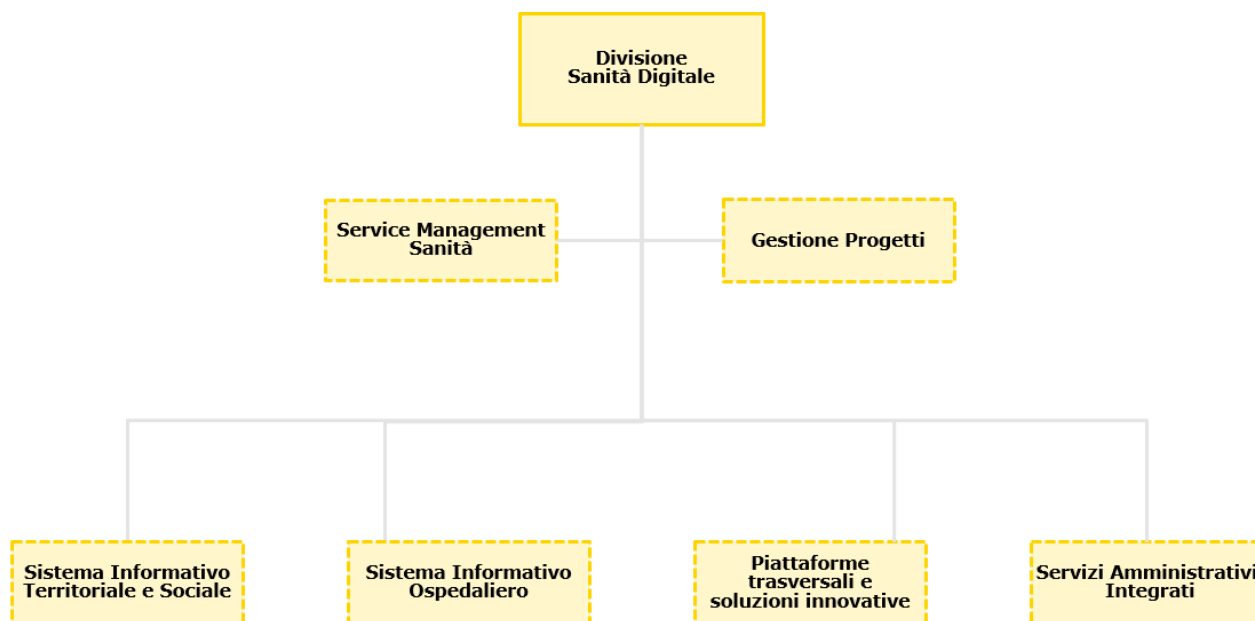 Divisione
Sanità Digitale
Service Management
Sanità
Gestione Progetti
Sistema Informativo
Territoriale e Sociale
Sistema Informativo
Ospedaliero
Piattaforme
trasversali e
soluzioni innovative
Servizi Amministrativi
Integrati